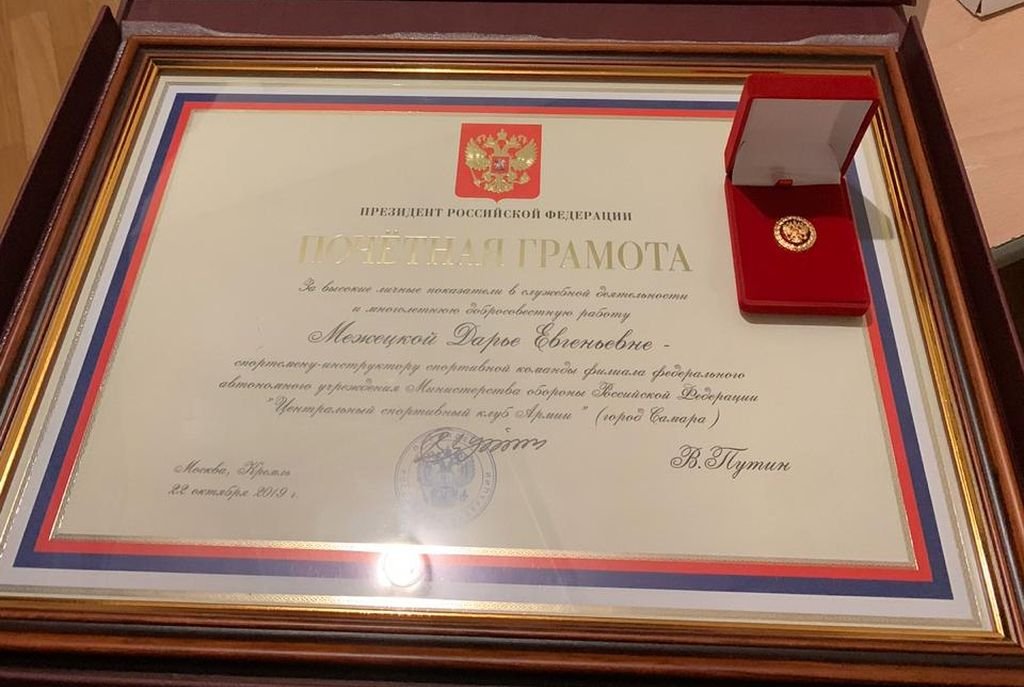 ПРЕЗИДЕНТ РОССИЙСКОЙ ФЕДЕРАЦИИ
ПОЧЁТНАЯ ГРАМОТА
За высокие личные показатели в служебной деятельности
и многолетнюю добросовестную работу
Межецкой Дарье Евгеньевне -
спортсмену-инструктору спортивной команды филиала федерального
автономного учреждения Министерства обороны Российской Федерации
"Центральный спортивный клуб Армии" (город Самара)
Москва, Кремль
22 октября 2019 г.
В.Путин